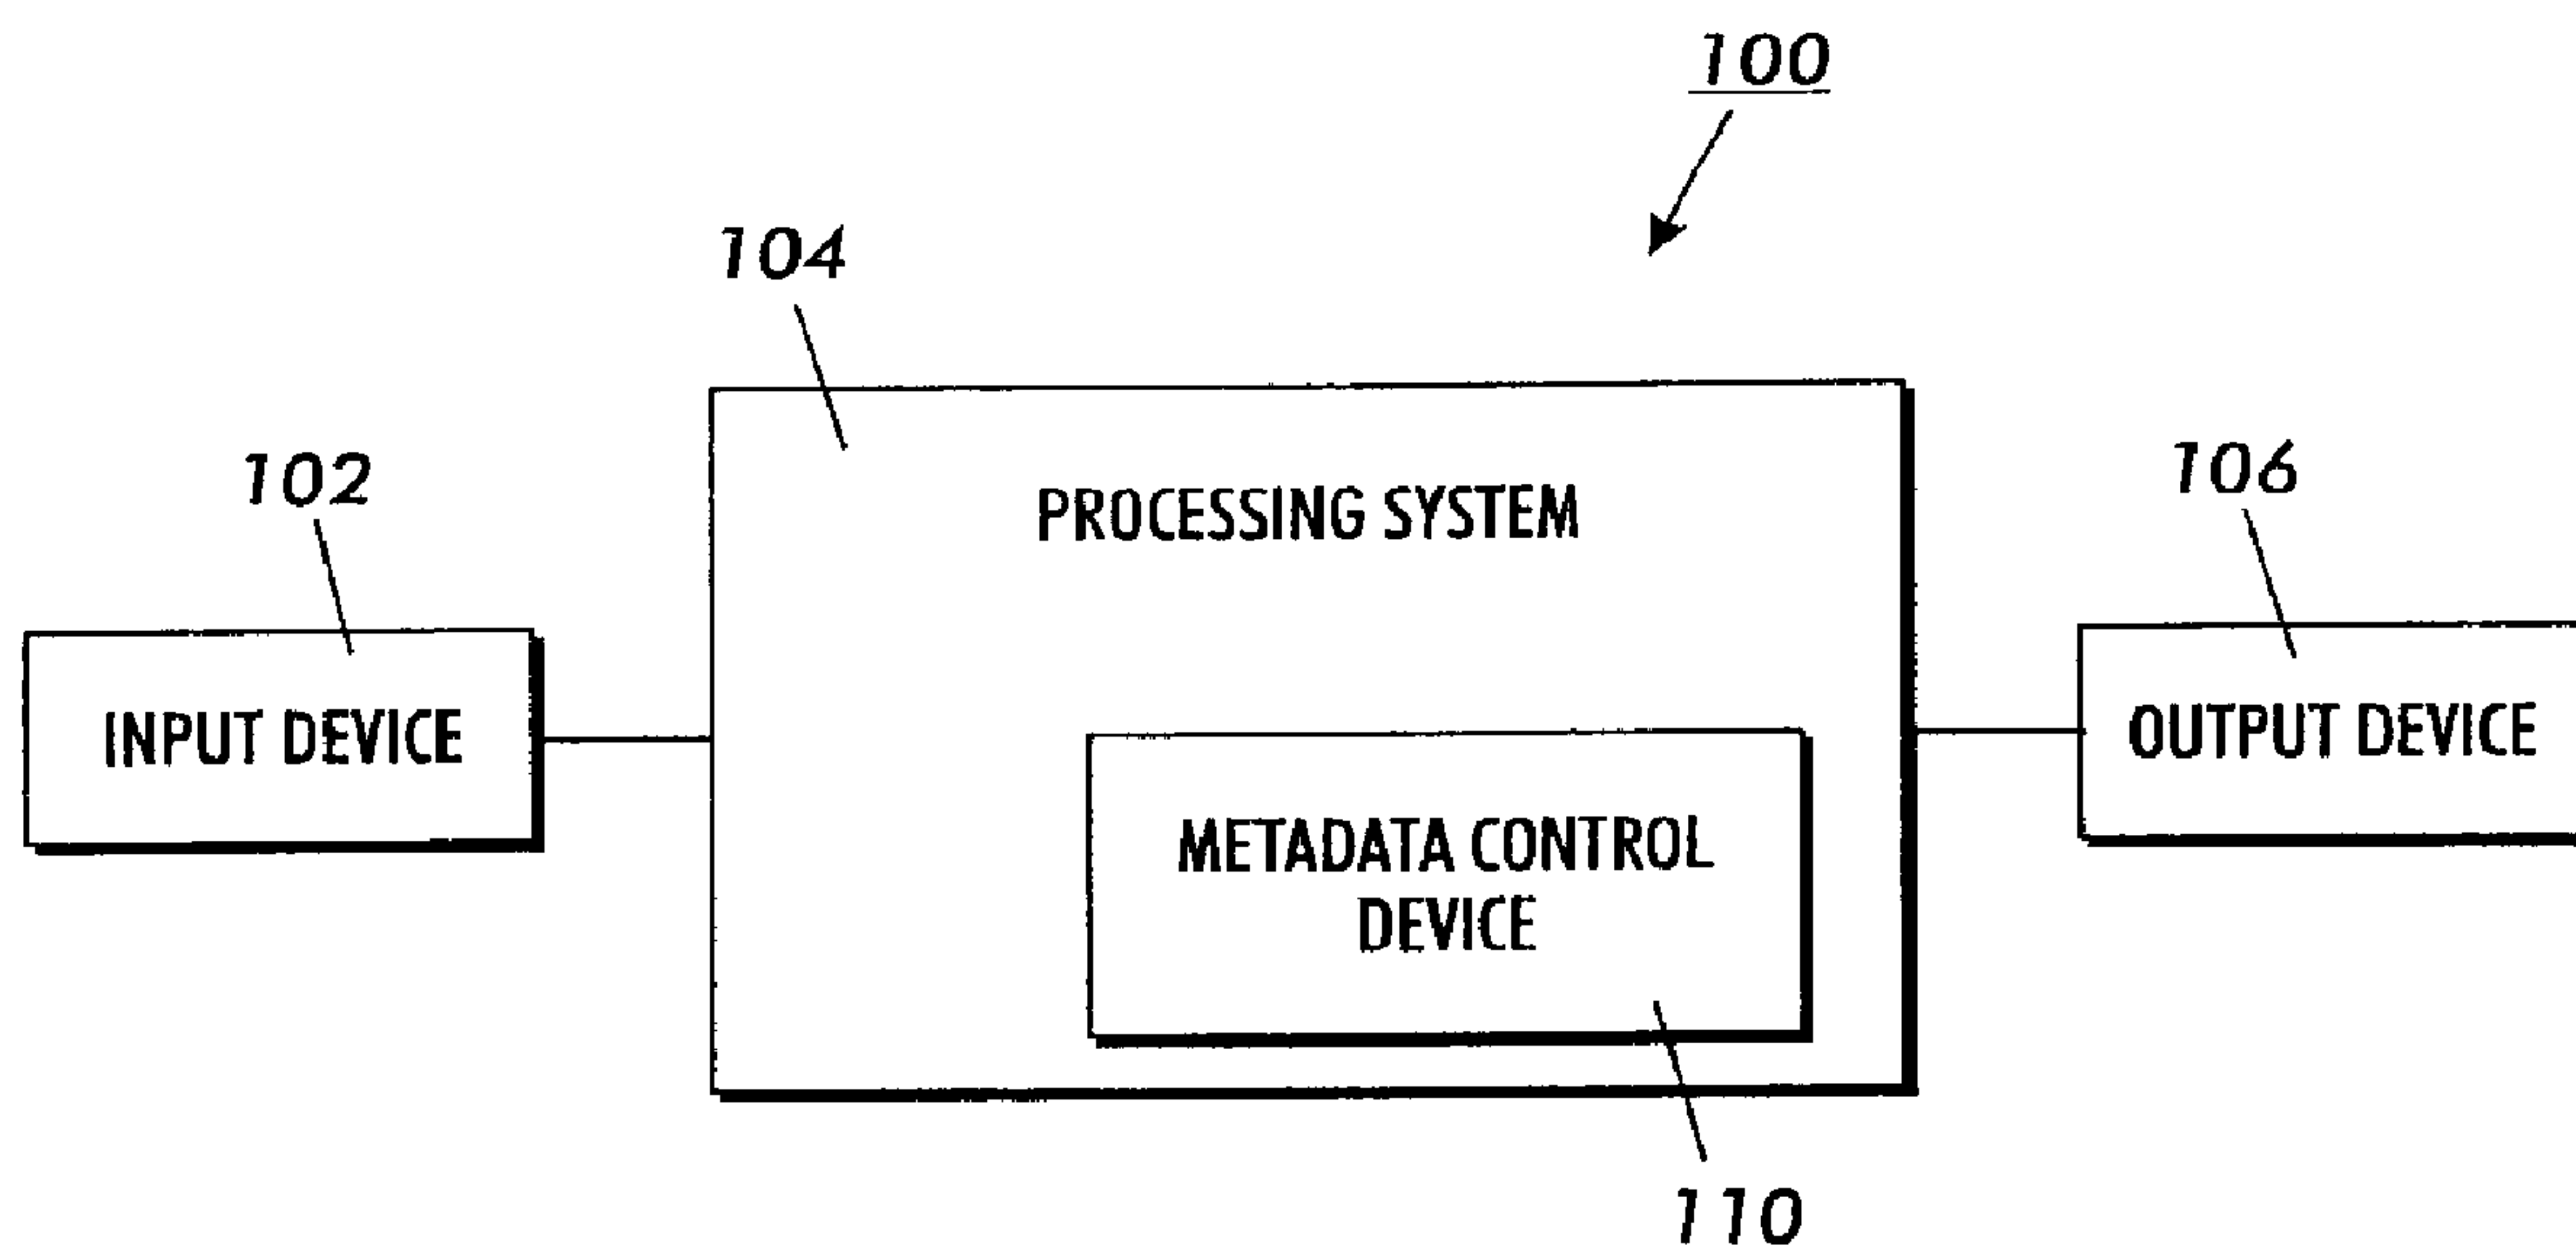 100
104
102
106
PROCESSING SYSTEM
INPUT DEVICE
OUTPUT DEVICE
METADATA CONTROL
DEVICE
110